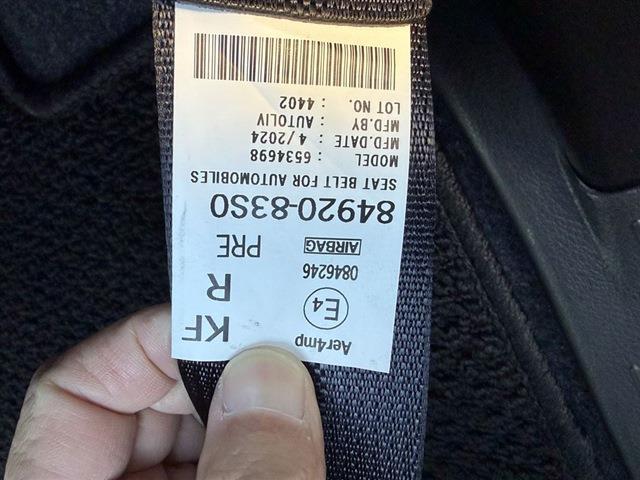 Aer4mp KF
E4 R
0846246
AIRBAG PRE
84920-83S0
SEAT BELT FOR AUTOMOBILES
MODEL : 6534698
MFD.DATE : 4/2024
MFD.BY : AUTOLIV
LOT NO. : 4402